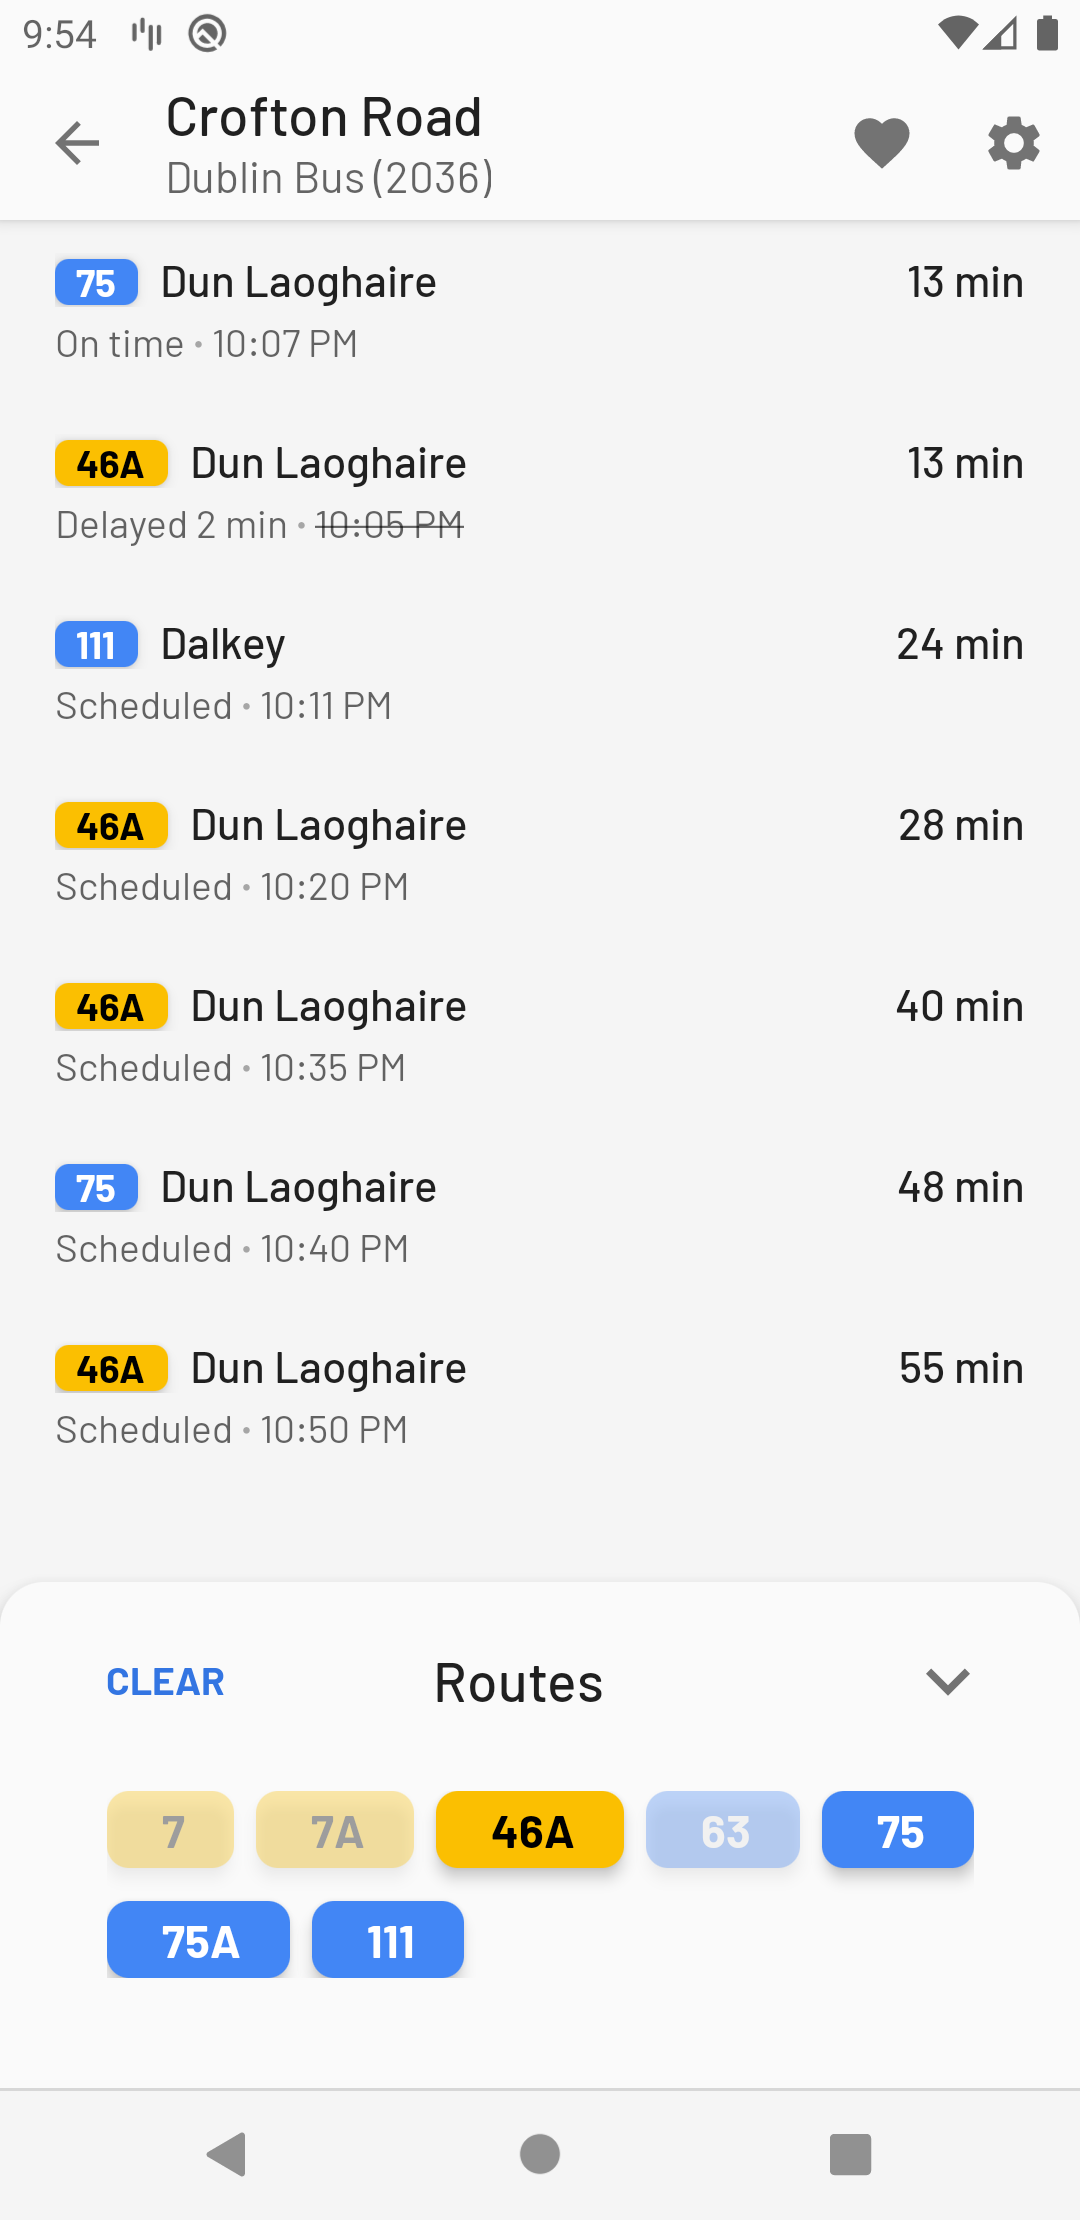 9:54
Crofton Road
Dublin Bus (2036)
75 Dun Laoghaire 13 min
On time • 10:07 PM
46A Dun Laoghaire 13 min
Delayed 2 min • 10:05 PM
111 Dalkey 24 min
Scheduled • 10:11 PM
46A Dun Laoghaire 28 min
Scheduled • 10:20 PM
46A Dun Laoghaire 40 min
Scheduled • 10:35 PM
75 Dun Laoghaire 48 min
Scheduled • 10:40 PM
46A Dun Laoghaire 55 min
Scheduled • 10:50 PM
CLEAR Routes
7 7A 46A 63 75
75A 111